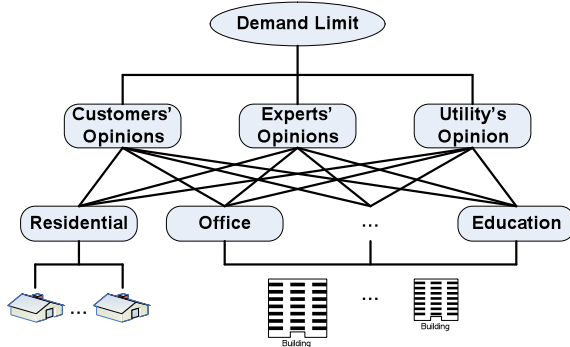 Demand Limit
Customers'
Opinions
Experts'
Opinions
Utility's
Opinion
Residential
Office
...
Education
...
...
Building
Building